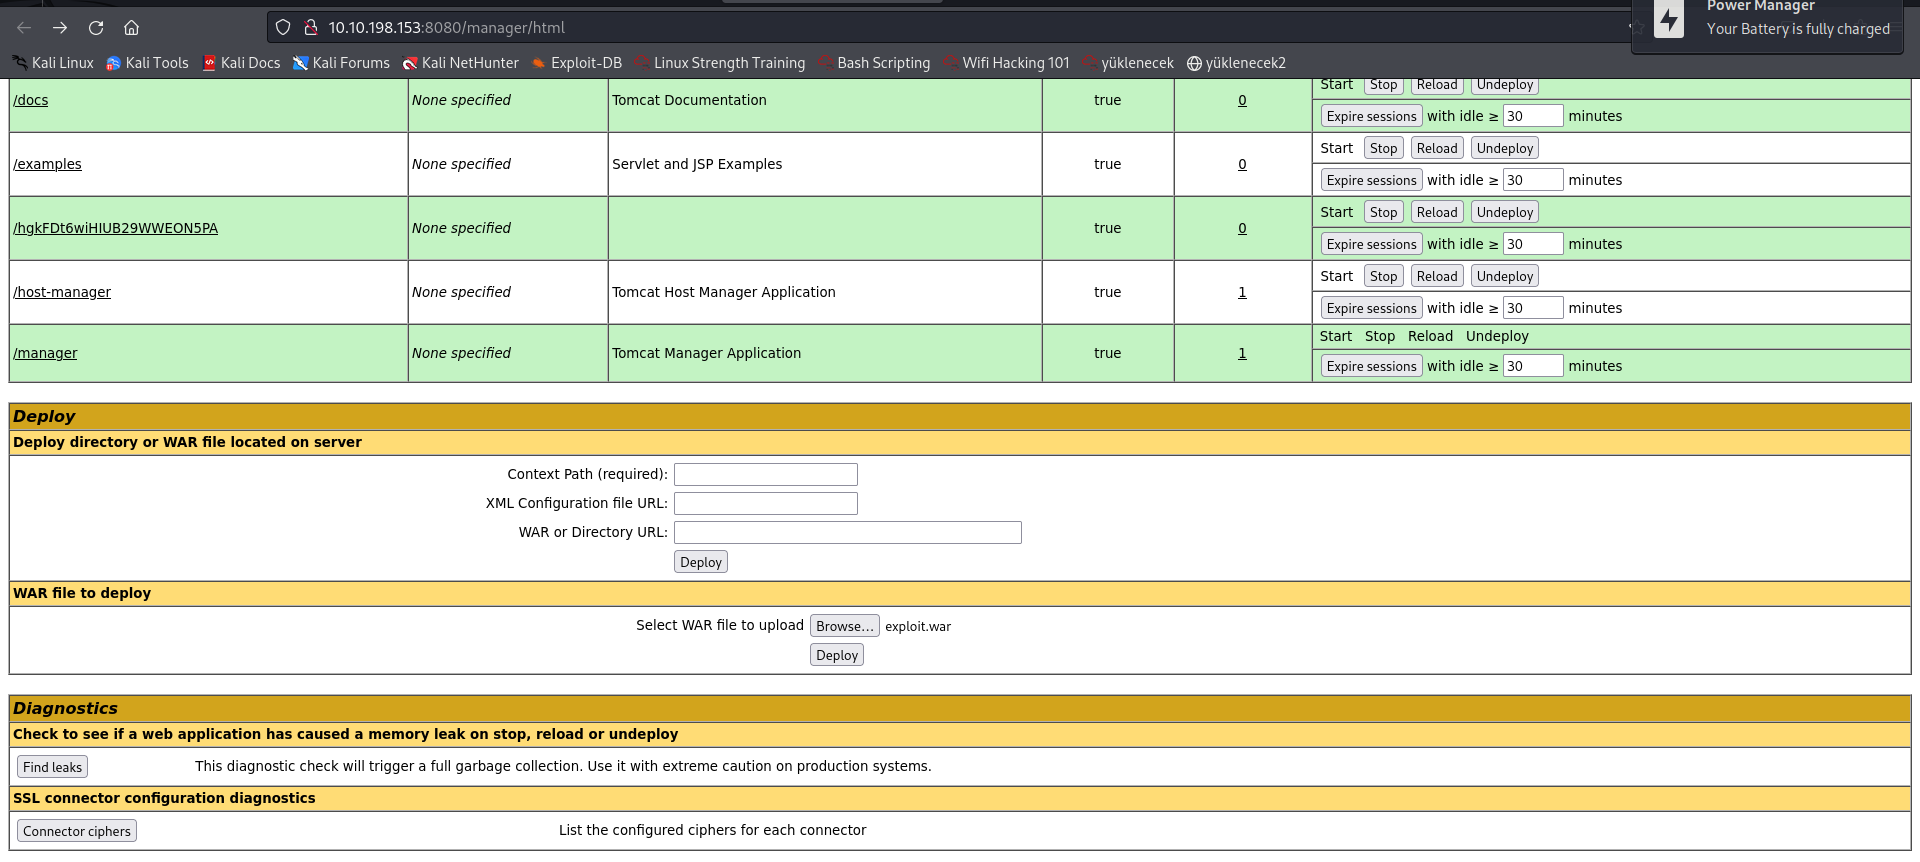 Power Manager
10.10.198.153:8080/manager/html
Your Battery is fully charged
Kali Linux Kali Tools Kali Docs Kali Forums Kali NetHunter Exploit-DB Linux Strength Training Bash Scripting Wifi Hacking 101 yüklenecek yüklenecek2
/docs None specified Tomcat Documentation true 0 Start Stop Reload Undeploy
Expire sessions with idle ≥ 30 minutes
/examples None specified Servlet and JSP Examples true 0 Start Stop Reload Undeploy
Expire sessions with idle ≥ 30 minutes
/hgkFDt6wiHIUB29WWEON5PA None specified true 0 Start Stop Reload Undeploy
Expire sessions with idle ≥ 30 minutes
/host-manager None specified Tomcat Host Manager Application true 1 Start Stop Reload Undeploy
Expire sessions with idle ≥ 30 minutes
/manager None specified Tomcat Manager Application true 1 Start Stop Reload Undeploy
Expire sessions with idle ≥ 30 minutes
Deploy
Deploy directory or WAR file located on server
Context Path (required):
XML Configuration file URL:
WAR or Directory URL:
Deploy
WAR file to deploy
Select WAR file to upload Browse... exploit.war
Deploy
Diagnostics
Check to see if a web application has caused a memory leak on stop, reload or undeploy
Find leaks This diagnostic check will trigger a full garbage collection. Use it with extreme caution on production systems.
SSL connector configuration diagnostics
Connector ciphers List the configured ciphers for each connector